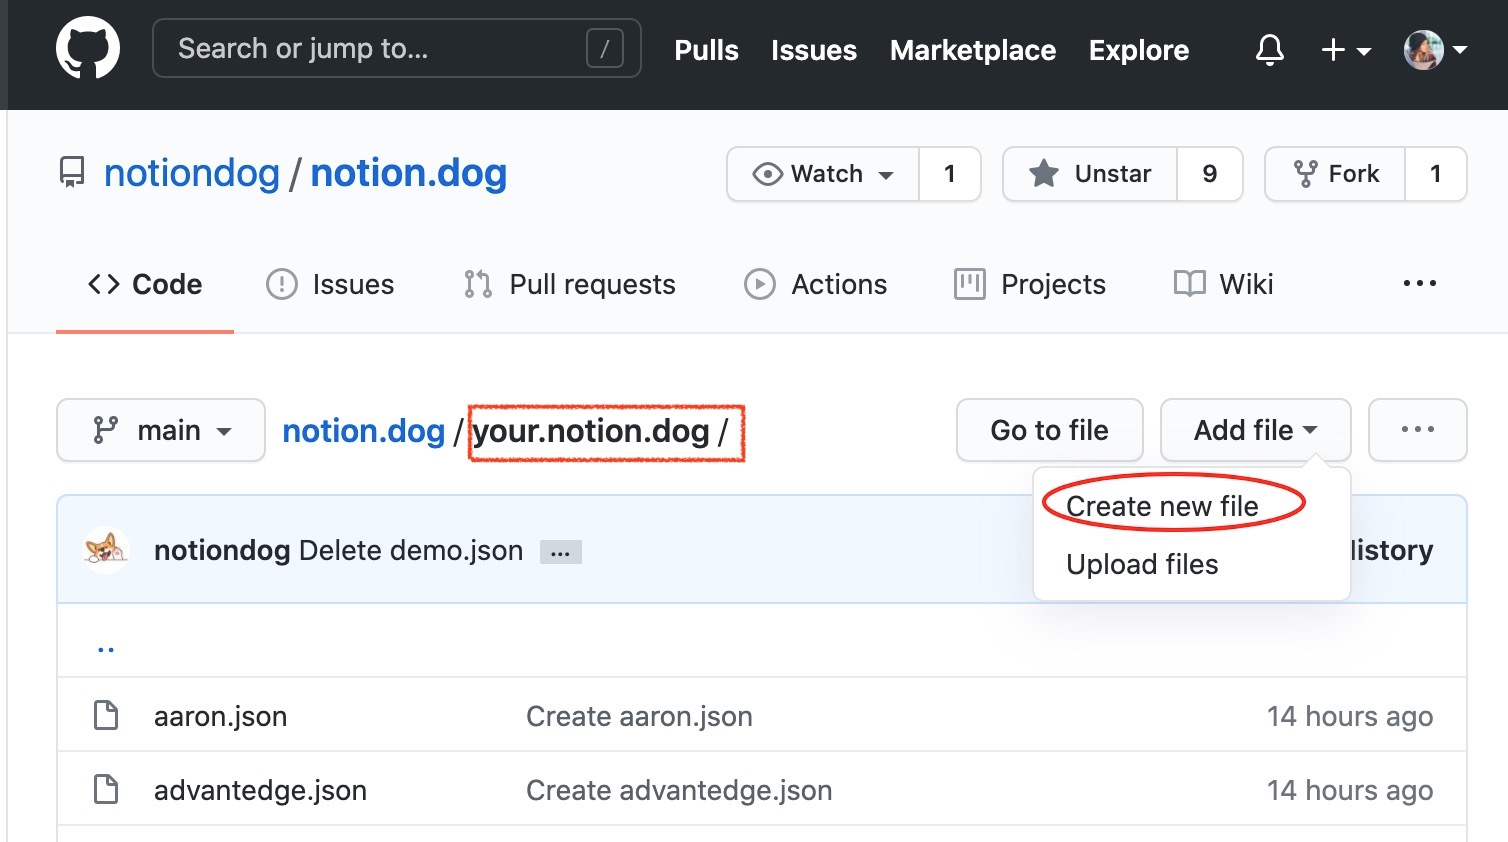 Search or jump to... / Pulls Issues Marketplace Explore
notiondog / notion.dog Watch 1 Unstar 9 Fork 1
Code Issues Pull requests Actions Projects Wiki ...
main notion.dog / your.notion.dog / Go to file Add file ...
Create new file
notiondog Delete demo.json ... History
Upload files
..
aaron.json Create aaron.json 14 hours ago
advantedge.json Create advantedge.json 14 hours ago